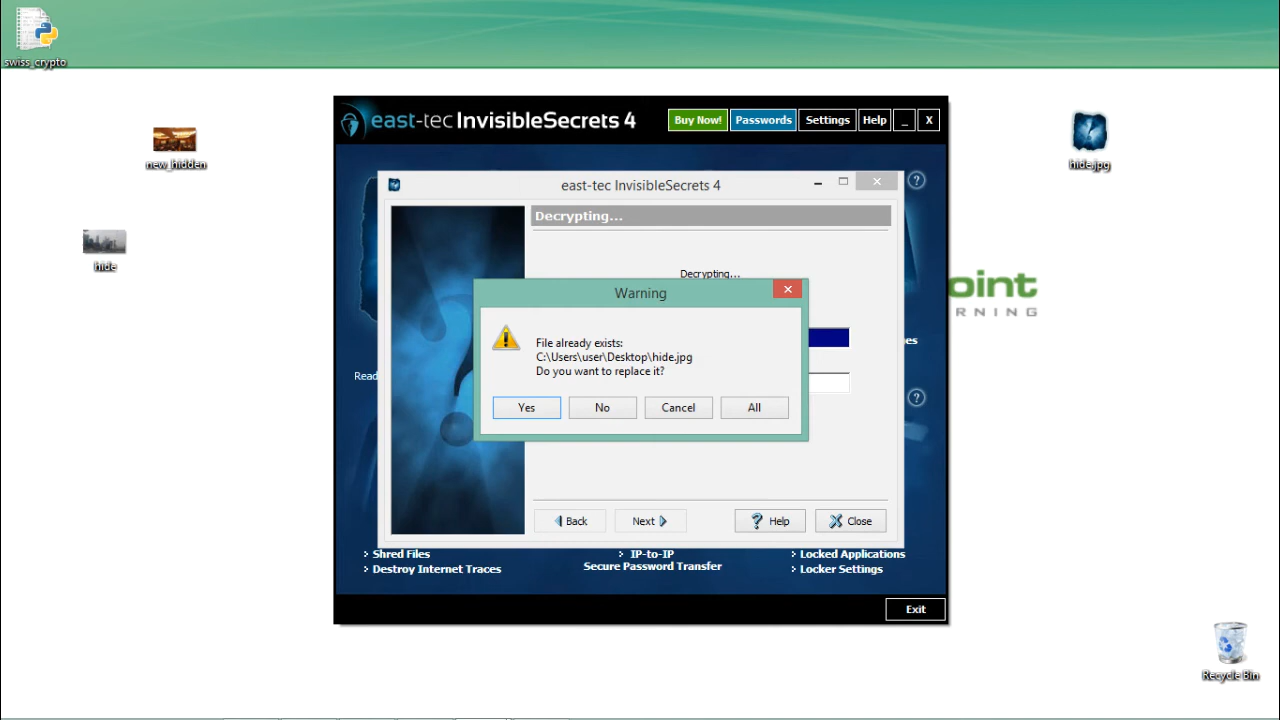 swiss_crypto
new_hidden
hide
hide.jpg
east-tec InvisibleSecrets 4
Buy Now!
Passwords
Settings
Help
_
X
east-tec InvisibleSecrets 4
Decrypting...
Decrypting...
Warning
File already exists:
C:\Users\user\Desktop\hide.jpg
Do you want to replace it?
Yes
No
Cancel
All
Read
es
oint
RNING
Back
Next
? Help
Close
> Shred Files
> Destroy Internet Traces
> IP-to-IP
Secure Password Transfer
> Locked Applications
> Locker Settings
Exit
Recycle Bin